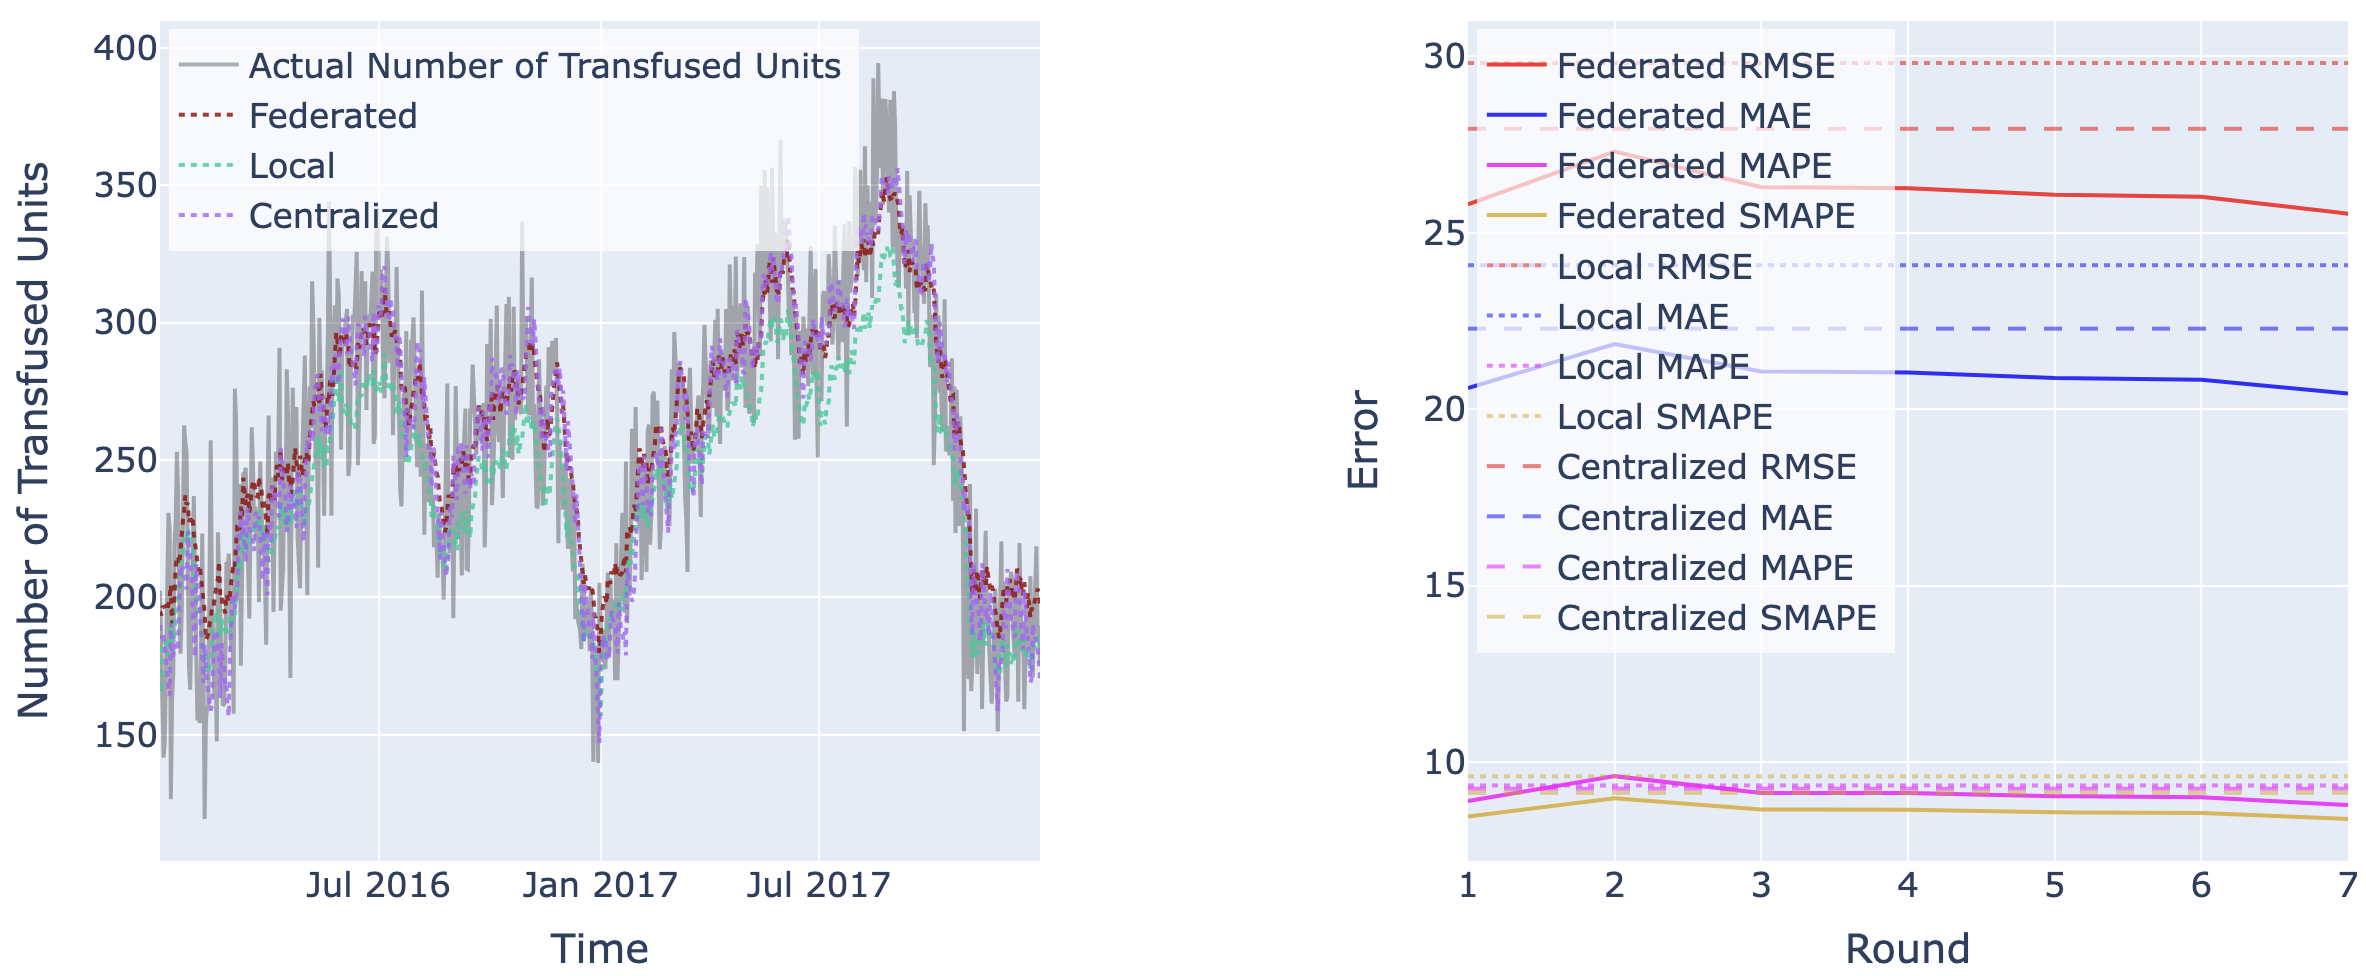 400
350
300
250
200
150
Number of Transfused Units
Actual Number of Transfused Units
Federated
Local
Centralized
Jul 2016
Jan 2017
Jul 2017
Time
30
25
20
15
10
Error
Federated RMSE
Federated MAE
Federated MAPE
Federated SMAPE
Local RMSE
Local MAE
Local MAPE
Local SMAPE
Centralized RMSE
Centralized MAE
Centralized MAPE
Centralized SMAPE
1
2
3
4
5
6
7
Round